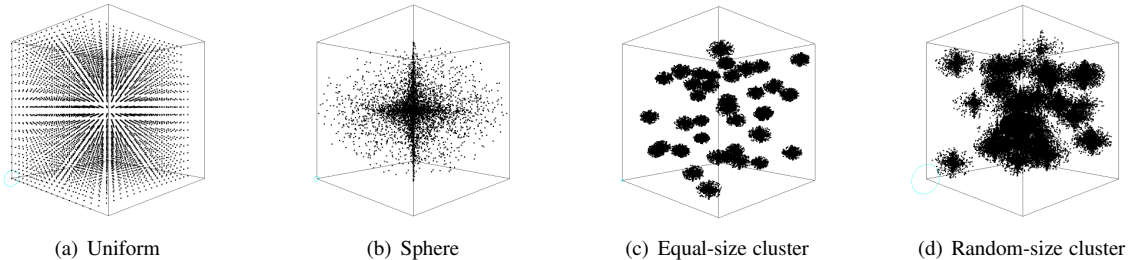 (a) Uniform
(b) Sphere
(c) Equal-size cluster
(d) Random-size cluster